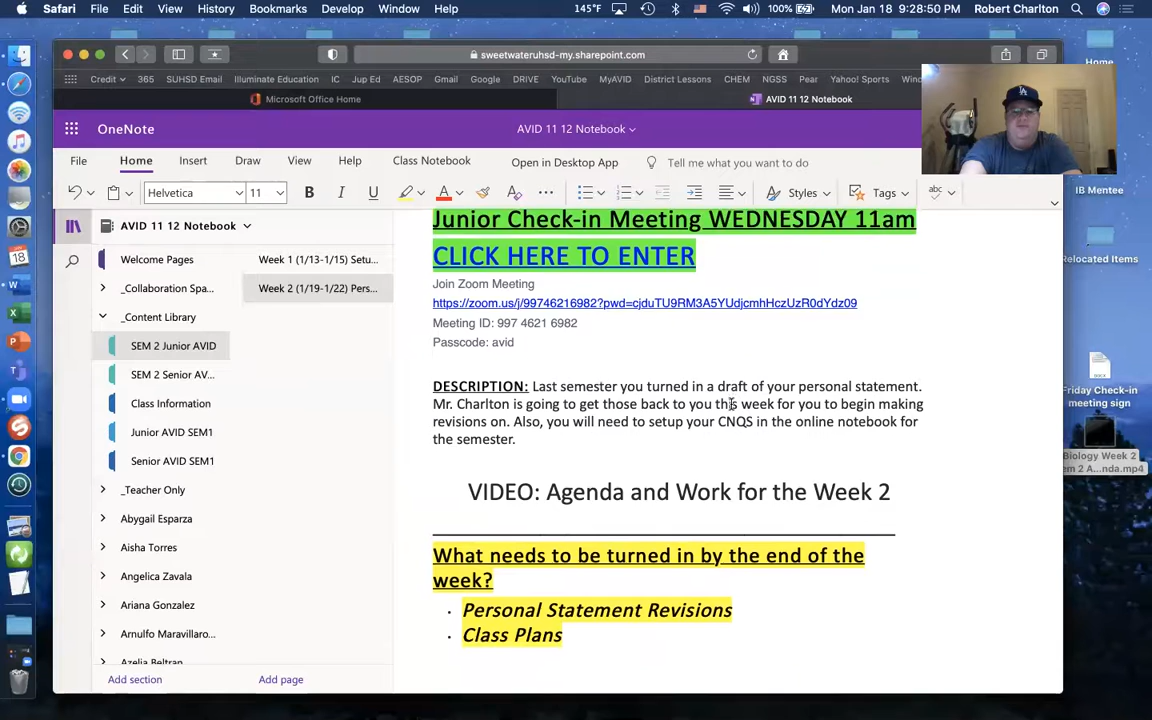 Safari File Edit View History Bookmarks Develop Window Help 145°F 100% Mon Jan 18 9:28:50 PM Robert Charlton
sweetwateruhsd-my.sharepoint.com
Credit 365 SUHSD Email Illuminate Education IC Jup Ed AESOP Gmail Google DRIVE YouTube MyAVID District Lessons CHEM NGSS Pear Yahoo! Sports
Microsoft Office Home AVID 11 12 Notebook
OneNote AVID 11 12 Notebook
File Home Insert Draw View Help Class Notebook Open in Desktop App Tell me what you want to do
Helvetica 11 B I U A Styles Tags abc
AVID 11 12 Notebook
Welcome Pages
_Collaboration Spa...
_Content Library
SEM 2 Junior AVID
SEM 2 Senior AV...
Class Information
Junior AVID SEM1
Senior AVID SEM1
_Teacher Only
Abygail Esparza
Aisha Torres
Angelica Zavala
Ariana Gonzalez
Arnulfo Maravillaro...
Azelia Beltran
Add section
Week 1 (1/13-1/15) Setu...
Week 2 (1/19-1/22) Pers...
Add page
Junior Check-in Meeting WEDNESDAY 11am
CLICK HERE TO ENTER
Join Zoom Meeting
https://zoom.us/j/99746216982?pwd=cjduTU9RM3A5YUdjcmhHczUzR0dYdz09
Meeting ID: 997 4621 6982
Passcode: avid
DESCRIPTION: Last semester you turned in a draft of your personal statement.
Mr. Charlton is going to get those back to you this week for you to begin making
revisions on. Also, you will need to setup your CNQS in the online notebook for
the semester.
VIDEO: Agenda and Work for the Week 2
What needs to be turned in by the end of the
week?
Personal Statement Revisions
Class Plans
Home
IB Mentee
Relocated Items
Friday Check-in
meeting sign
Biology Week 2